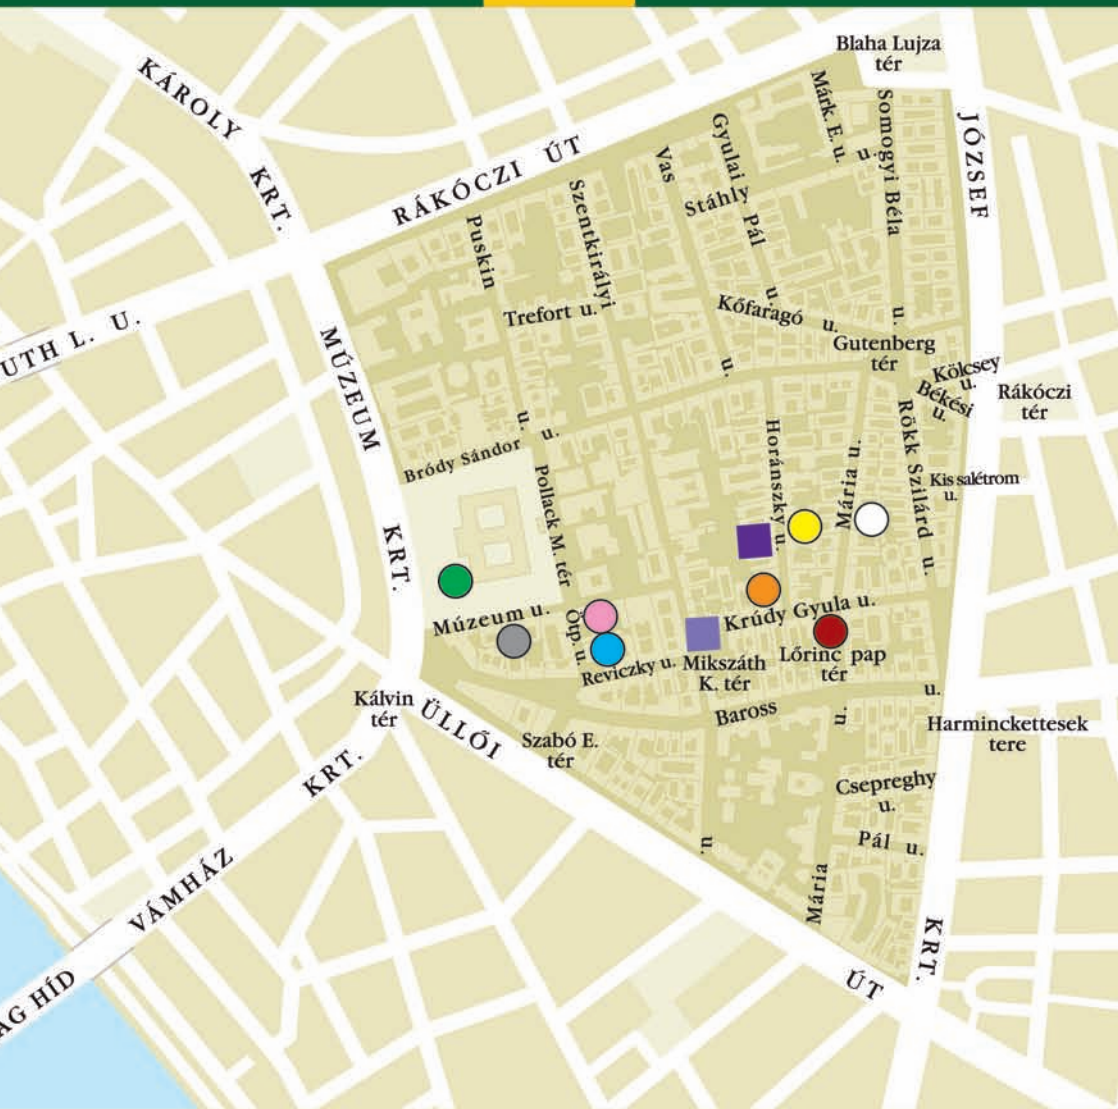 Blaha Lujza
tér
KÁROLY KRT.
RÁKÓCZI ÚT
JÓZSEF
Márk. E. u.
Somogyi Béla
u.
Gyulai
Pál
u.
Vas
u.
Stáhly
u.
Szentkirályi
Puskin
u.
Trefort u.
Kőfaragó u.
Gutenberg
tér
UTH L. U.
MÚZEUM
KRT.
Kölcsey
u.
Békési
u.
Rákóczi
tér
Bródy Sándor
u.
Horánszky u.
Mária u.
Rökk Szilárd u.
Kis salétrom
u.
Pollack M. tér
Múzeum u.
Ötp. u.
Krúdy Gyula u.
Reviczky u.
Mikszáth
K. tér
Lőrinc pap
tér
Kálvin
tér
ÜLLŐI
Szabó E.
tér
Baross
u.
u.
Harminckettesek
tere
KRT.
Csepreghy
u.
Pál u.
u.
Mária
VÁMHÁZ
KRT.
ÚT
AG HÍD